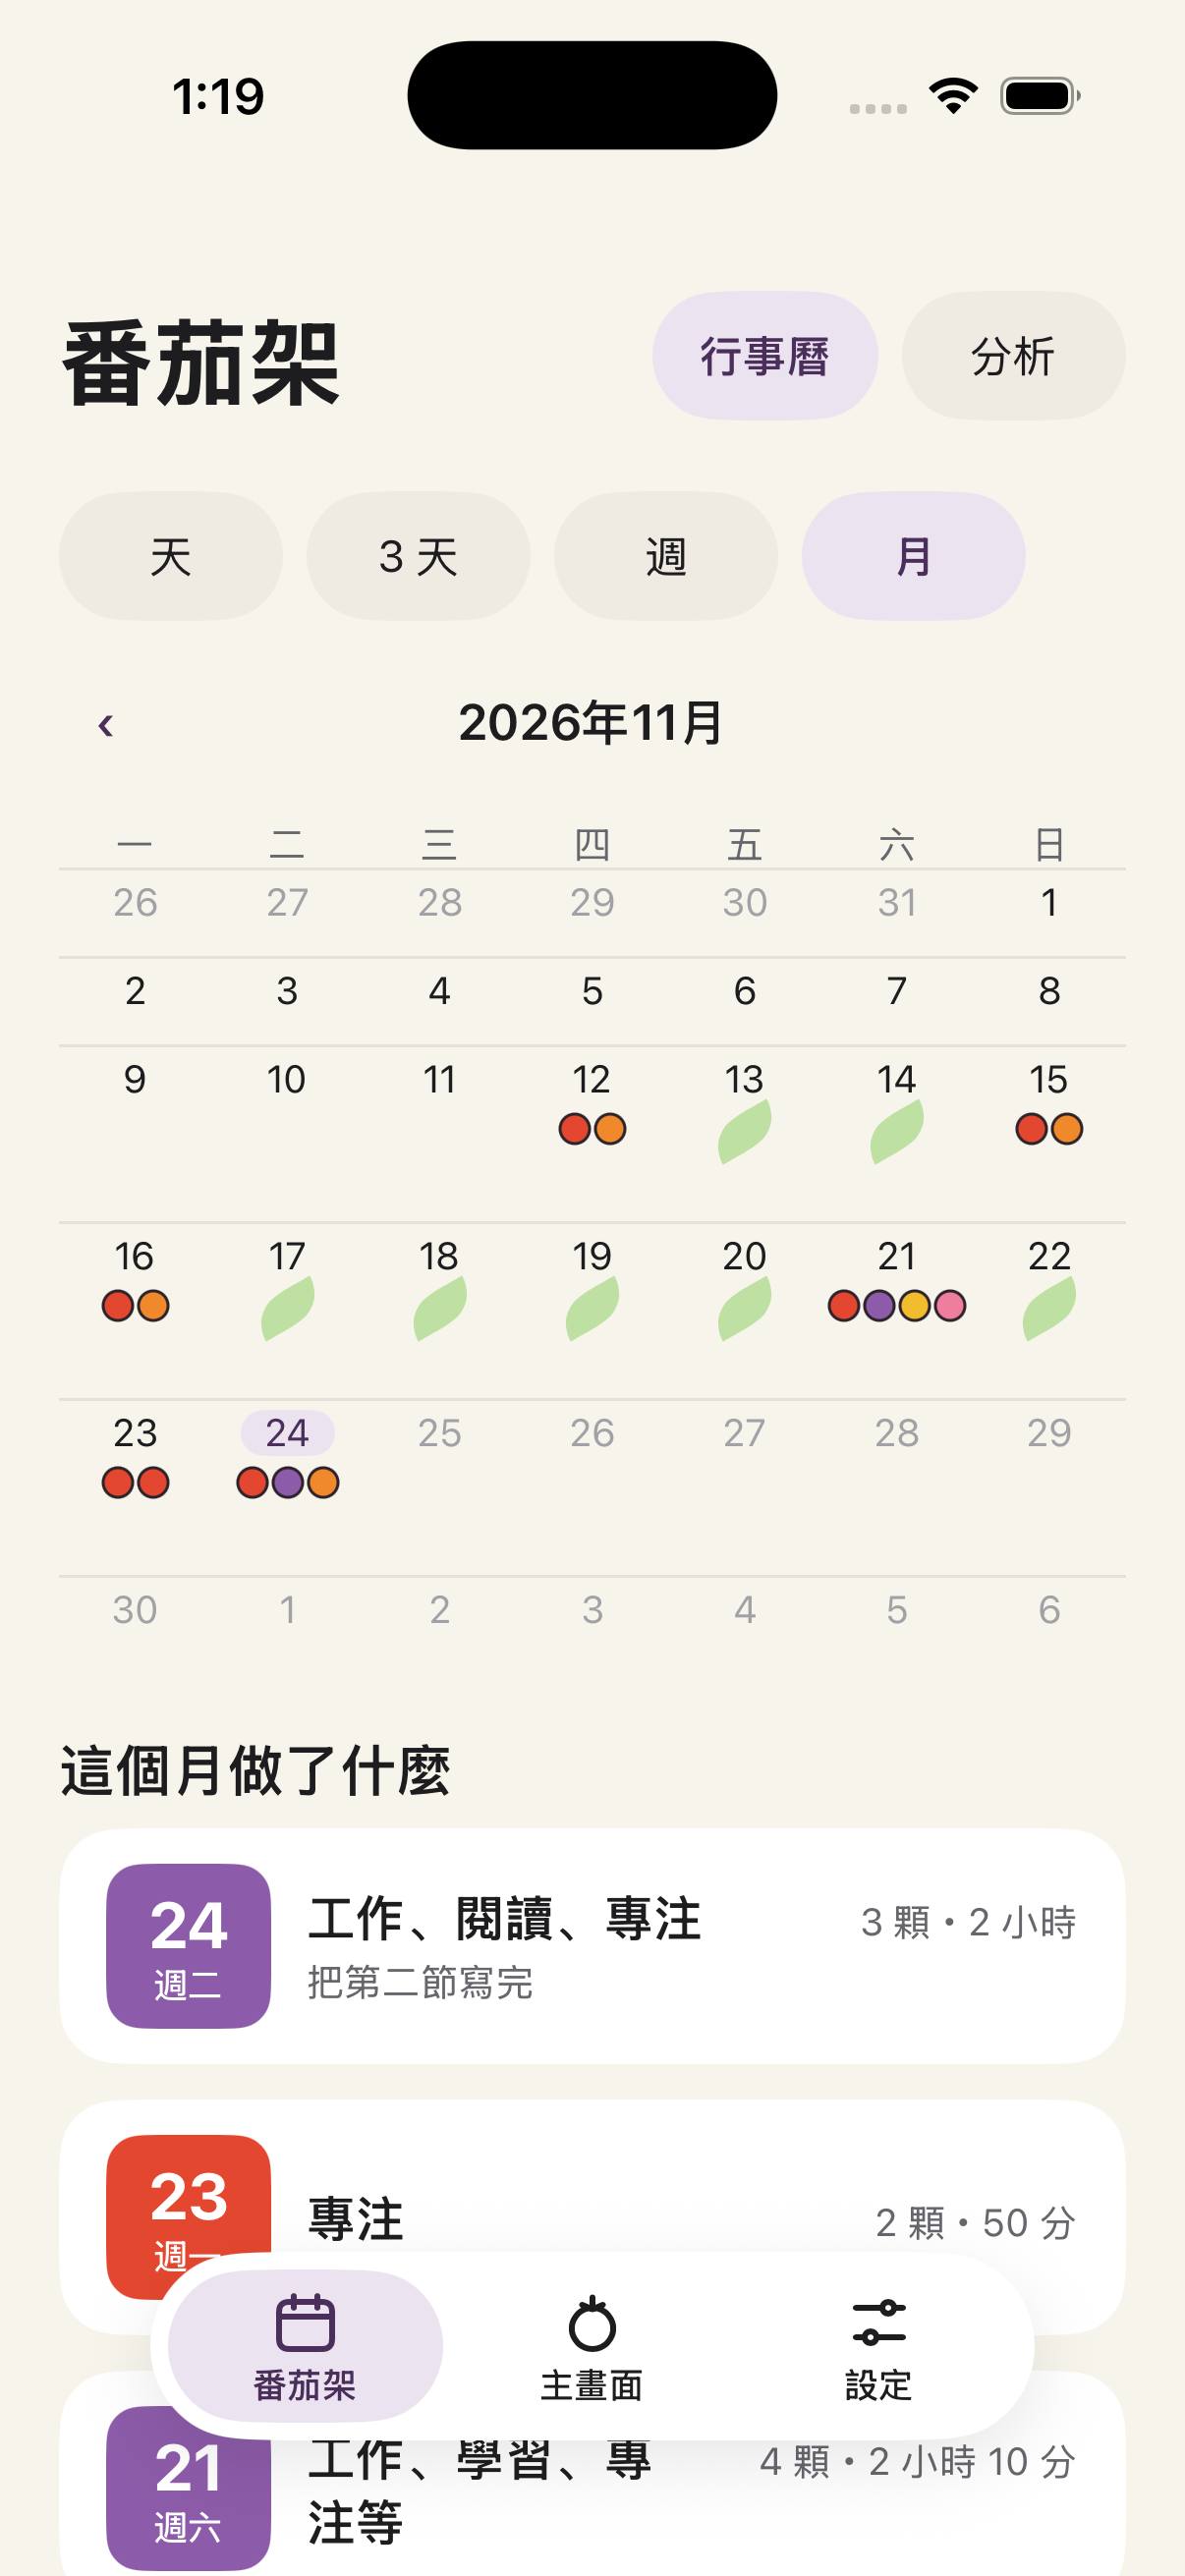 1:19
番茄架
行事曆 分析
天 3 天 週 月
‹ 2026年11月
一 二 三 四 五 六 日
26 27 28 29 30 31 1
2 3 4 5 6 7 8
9 10 11 12 13 14 15
16 17 18 19 20 21 22
23 24 25 26 27 28 29
30 1 2 3 4 5 6
這個月做了什麼
24 週二
工作、閱讀、專注
把第二節寫完
3 顆・2 小時
23 週一
專注
2 顆・50 分
番茄架 主畫面 設定
21 週六
工作、學習、專
注等
4 顆・2 小時 10 分